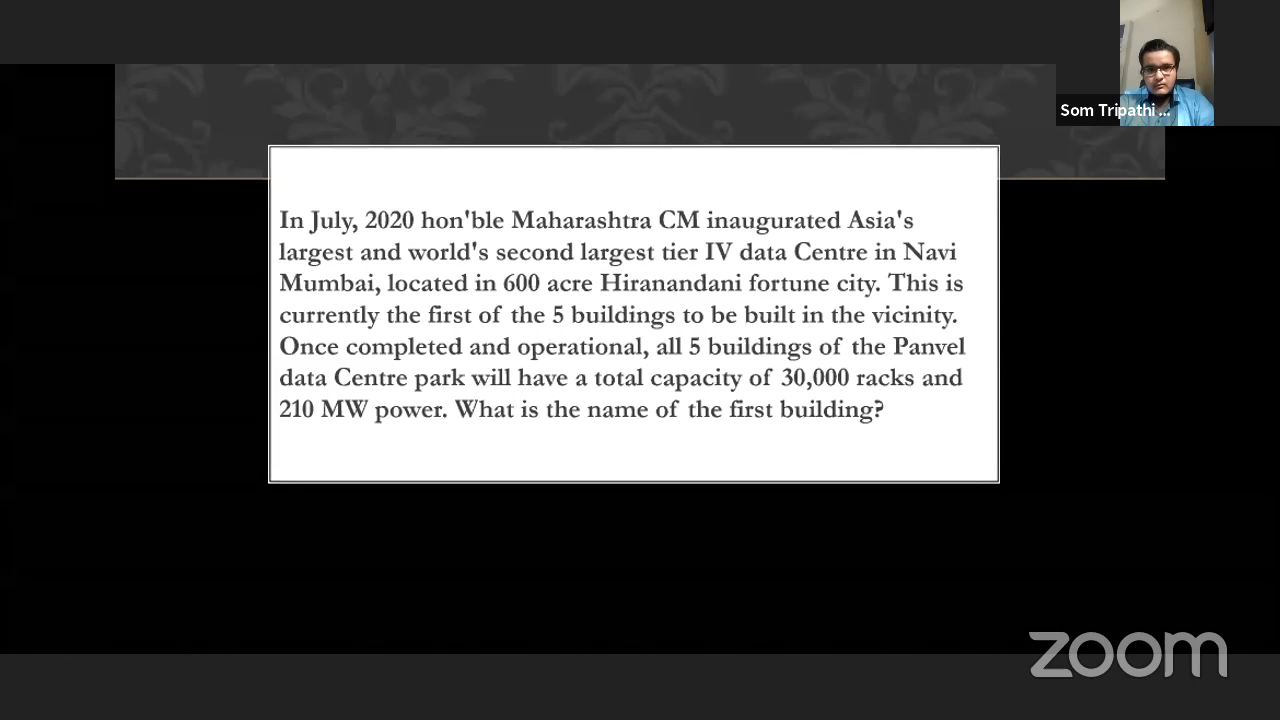 Som Tripathi ...
In July, 2020 hon'ble Maharashtra CM inaugurated Asia's
largest and world's second largest tier IV data Centre in Navi
Mumbai, located in 600 acre Hiranandani fortune city. This is
currently the first of the 5 buildings to be built in the vicinity.
Once completed and operational, all 5 buildings of the Panvel
data Centre park will have a total capacity of 30,000 racks and
210 MW power. What is the name of the first building?
zoom